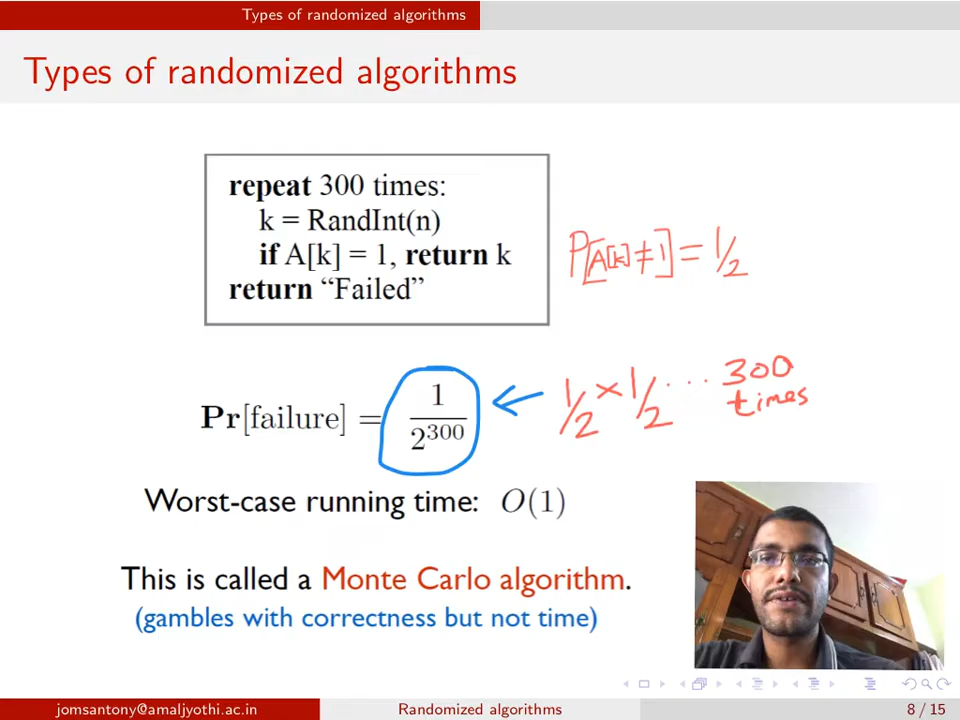 Types of randomized algorithms
Types of randomized algorithms
repeat 300 times:
k = RandInt(n)
if A[k] = 1, return k
return “Failed”
P[A[k] ≠ 1] = 1/2
Pr[failure] = 1/2^300
1/2 × 1/2 ... 300 times
Worst-case running time: O(1)
This is called a Monte Carlo algorithm.
(gambles with correctness but not time)
jomsantony@amaljyothi.ac.in Randomized algorithms 8 / 15